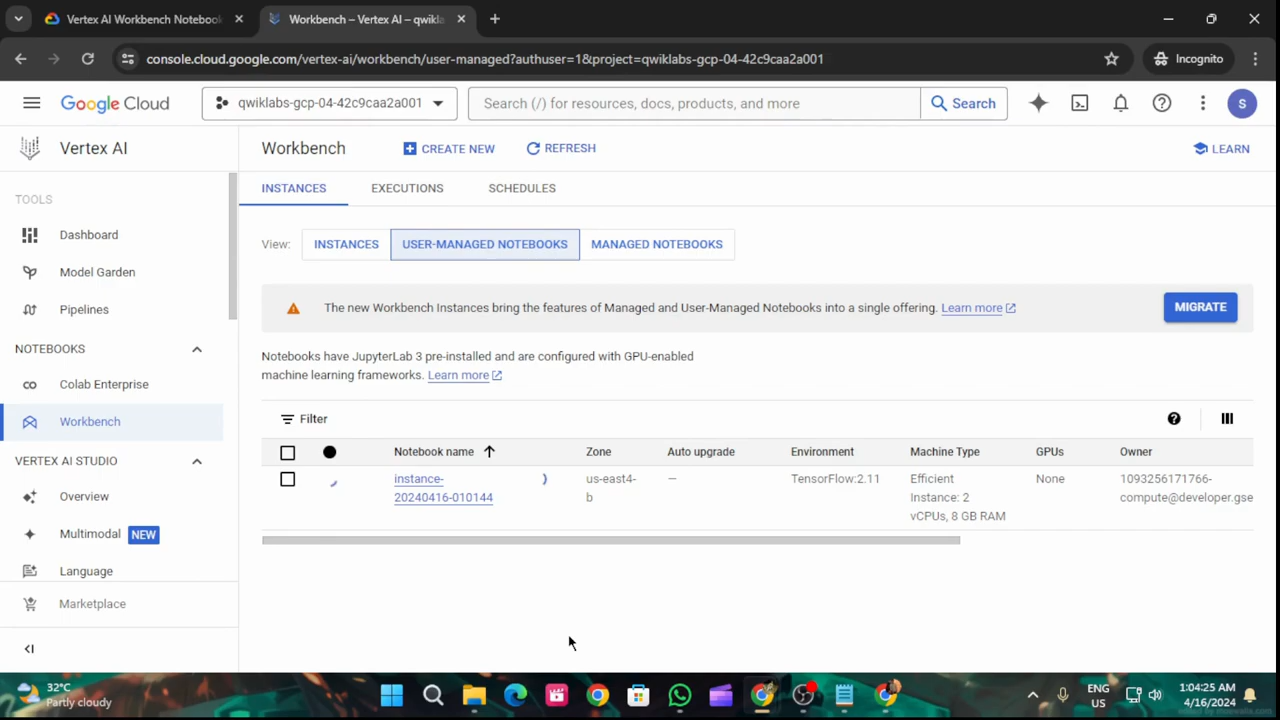 Vertex AI Workbench Notebook
Workbench – Vertex AI – qwikla
console.cloud.google.com/vertex-ai/workbench/user-managed?authuser=1&project=qwiklabs-gcp-04-42c9caa2a001
Incognito
Google Cloud
qwiklabs-gcp-04-42c9caa2a001
Search (/) for resources, docs, products, and more
Search
S
Vertex AI
Workbench
CREATE NEW
REFRESH
LEARN
TOOLS
Dashboard
Model Garden
Pipelines
NOTEBOOKS
Colab Enterprise
Workbench
VERTEX AI STUDIO
Overview
Multimodal NEW
Language
Marketplace
INSTANCES EXECUTIONS SCHEDULES
View: INSTANCES USER-MANAGED NOTEBOOKS MANAGED NOTEBOOKS
The new Workbench Instances bring the features of Managed and User-Managed Notebooks into a single offering. Learn more
MIGRATE
Notebooks have JupyterLab 3 pre-installed and are configured with GPU-enabled
machine learning frameworks. Learn more
Filter
Notebook name Zone Auto upgrade Environment Machine Type GPUs Owner
instance- us-east4- — TensorFlow:2.11 Efficient None 1093256171766-
20240416-010144 b Instance: 2 compute@developer.gse
vCPUs, 8 GB RAM
32°C
Partly cloudy
ENG
US
1:04:25 AM
4/16/2024